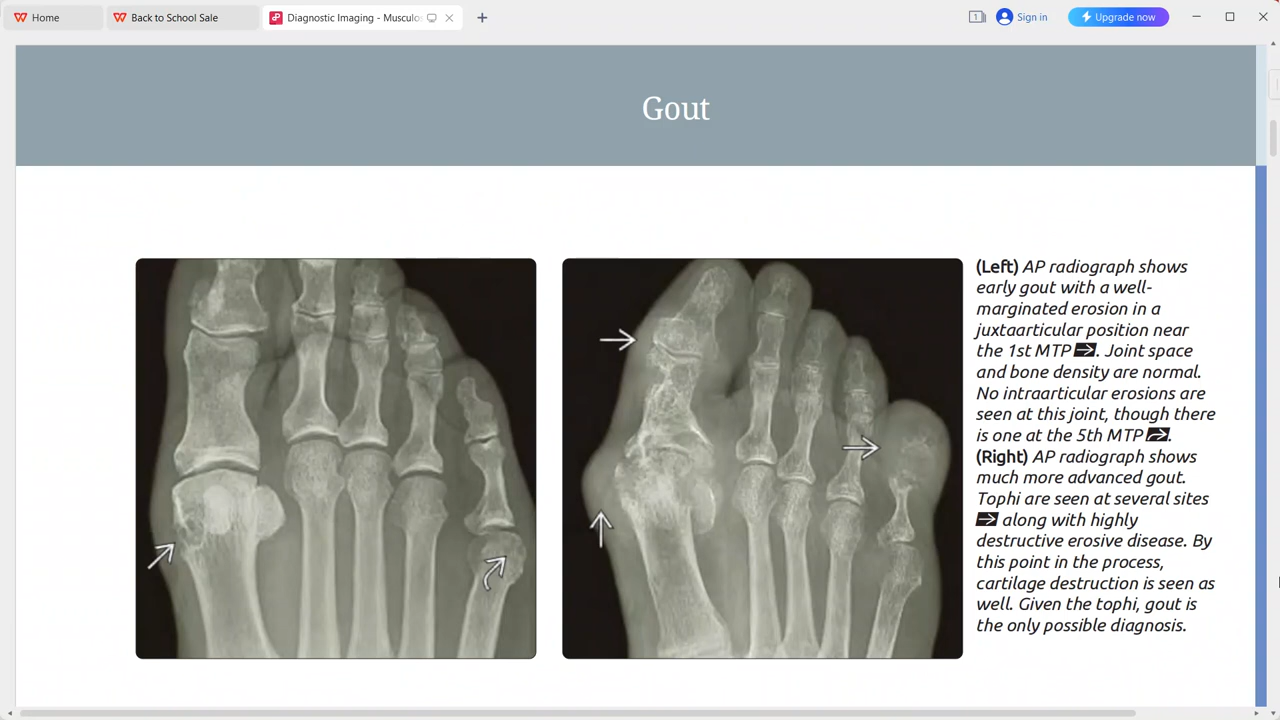 Home
Back to School Sale
Diagnostic Imaging - Musculo
1
Sign in
Upgrade now
Gout
(Left) AP radiograph shows
early gout with a well-
marginated erosion in a
juxtaarticular position near
the 1st MTP ➡. Joint space
and bone density are normal.
No intraarticular erosions are
seen at this joint, though there
is one at the 5th MTP ↗.
(Right) AP radiograph shows
much more advanced gout.
Tophi are seen at several sites
➡ along with highly
destructive erosive disease. By
this point in the process,
cartilage destruction is seen as
well. Given the tophi, gout is
the only possible diagnosis.